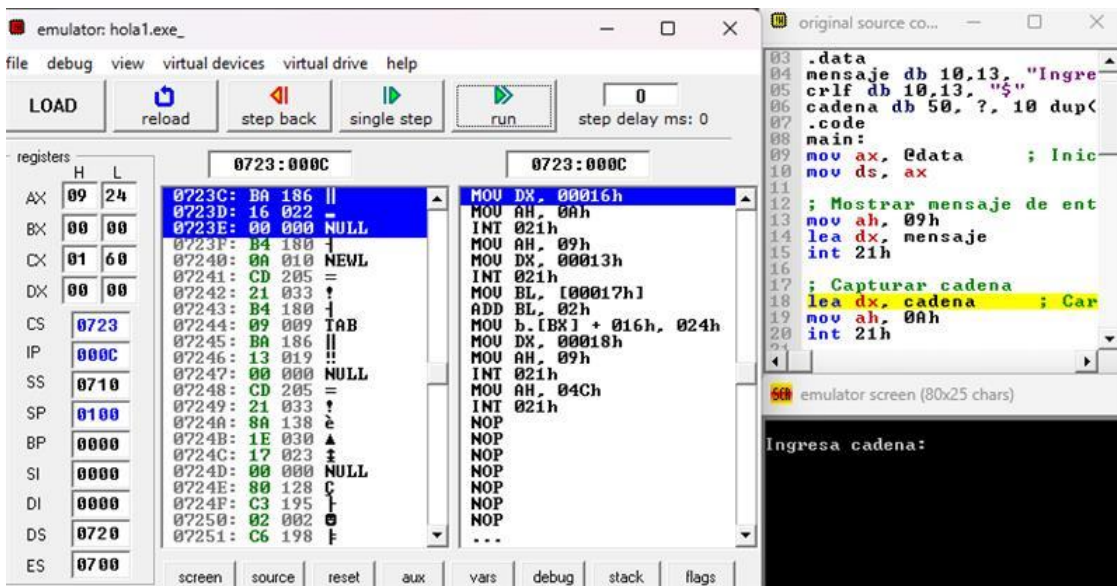 emulator: hola1.exe_
file debug view virtual devices virtual drive help
LOAD
reload
step back
single step
run
0
step delay ms: 0
registers
H L
AX 09 24
BX 00 00
CX 01 60
DX 00 00
CS 0723
IP 000C
SS 0710
SP 0100
BP 0000
SI 0000
DI 0000
DS 0720
ES 0700
0723:000C
0723C: BA 186 ||
0723D: 16 022 ▬
0723E: 00 000 NULL
0723F: B4 180 ┤
07240: 0A 010 NEWL
07241: CD 205 =
07242: 21 033 !
07243: B4 180 ┤
07244: 09 009 TAB
07245: BA 186 ||
07246: 13 019 ‼
07247: 00 000 NULL
07248: CD 205 =
07249: 21 033 !
0724A: 8A 138 è
0724B: 1E 030 ▲
0724C: 17 023 ↨
0724D: 00 000 NULL
0724E: 80 128 Ç
0724F: C3 195 ├
07250: 02 002 ☻
07251: C6 198 ╞
0723:000C
MOV DX, 00016h
MOV AH, 0Ah
INT 021h
MOV AH, 09h
MOV DX, 00013h
INT 021h
MOV BL, [00017h]
ADD BL, 02h
MOV b.[BX] + 016h, 024h
MOV DX, 00018h
MOV AH, 09h
INT 021h
MOV AH, 04Ch
INT 021h
NOP
NOP
NOP
NOP
NOP
NOP
NOP
...
screen source reset aux vars debug stack flags
original source co...
03 .data
04 mensaje db 10,13, "Ingre
05 crlf db 10,13, "$"
06 cadena db 50, ?, 10 dup(
07 .code
08 main:
09 mov ax, @data ; Inic
10 mov ds, ax
11
12 ; Mostrar mensaje de ent
13 mov ah, 09h
14 lea dx, mensaje
15 int 21h
16
17 ; Capturar cadena
18 lea dx, cadena ; Car
19 mov ah, 0Ah
20 int 21h
21
SCR emulator screen (80x25 chars)
Ingresa cadena: